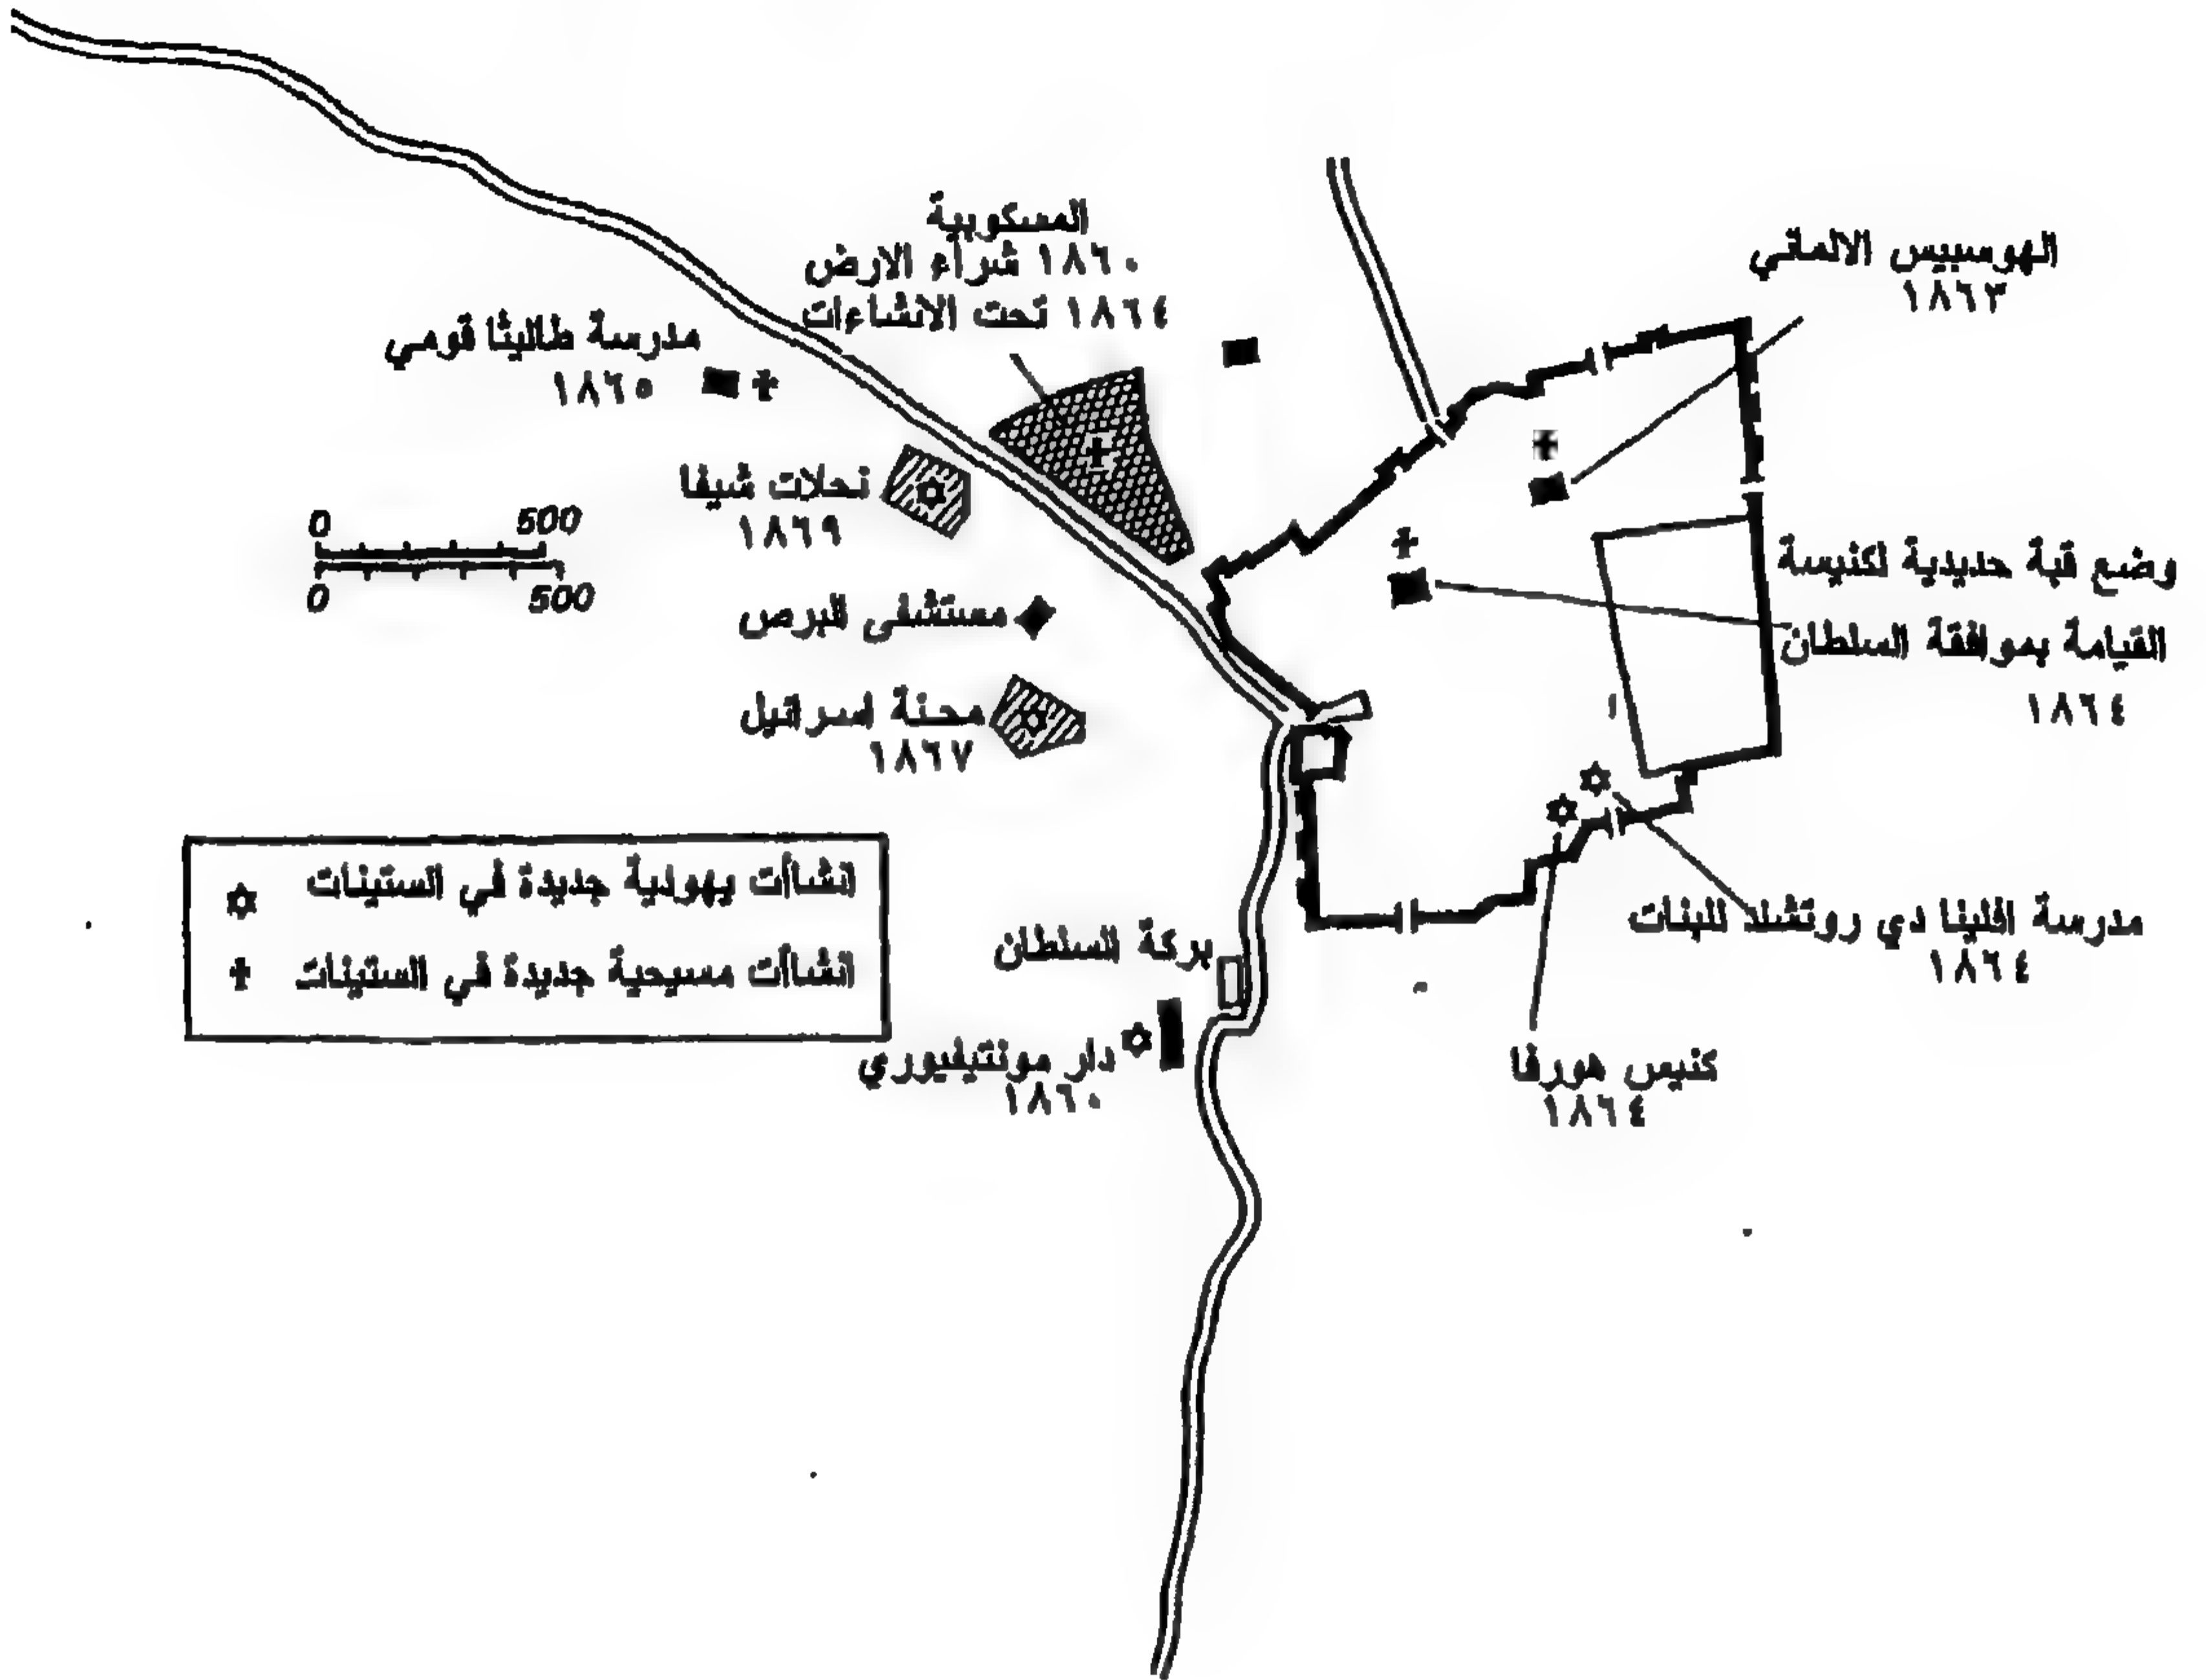 المسكوبية
١٨٦٠ شراء الارض
١٨٦٤ تحت الانشاءات
الهوسبيس الالماني
١٨٦٣
مدرسة طاليثا قومي
١٨٦٥
نحلات شيفا
١٨٦٩
0 500
0 500
وضع قبة حديدية لكنيسة
القيامة بموافقة السلطان
١٨٦٤
مستشفى البرص
محنة اسرائيل
١٨٦٧
انشاأت يهودية جديدة في الستينات
انشاأت مسيحية جديدة في الستينات
مدرسة افلينا دي روتشلد للبنات
١٨٦٤
بركة السلطان
دار مونتيفيوري
١٨٦٠
كنيس هورفا
١٨٦٤